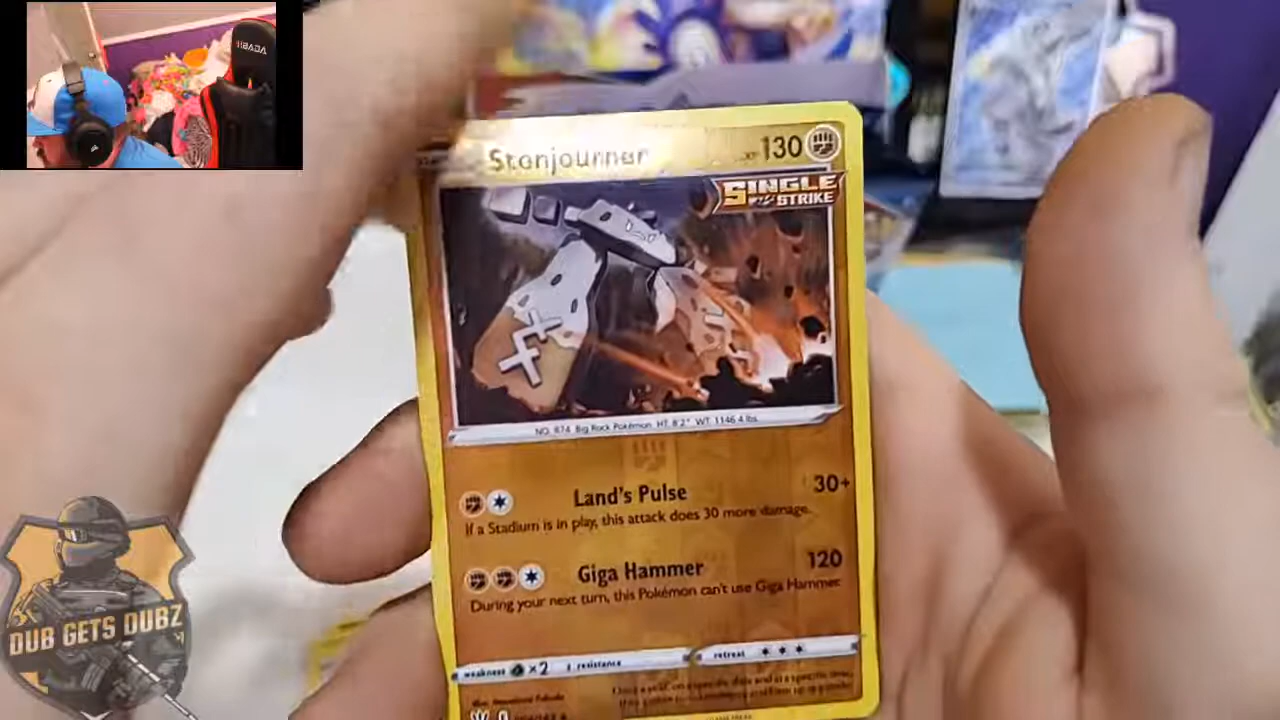 HBADA
Stonjourner
130
SINGLE
STRIKE
NO. 874 Big Rock Pokémon HT: 8'2" WT: 1146.4 lbs.
Land's Pulse 30+
If a Stadium is in play, this attack does 30 more damage.
Giga Hammer 120
During your next turn, this Pokémon can't use Giga Hammer.
weakness ×2 resistance retreat
DUB GETS DUBZ